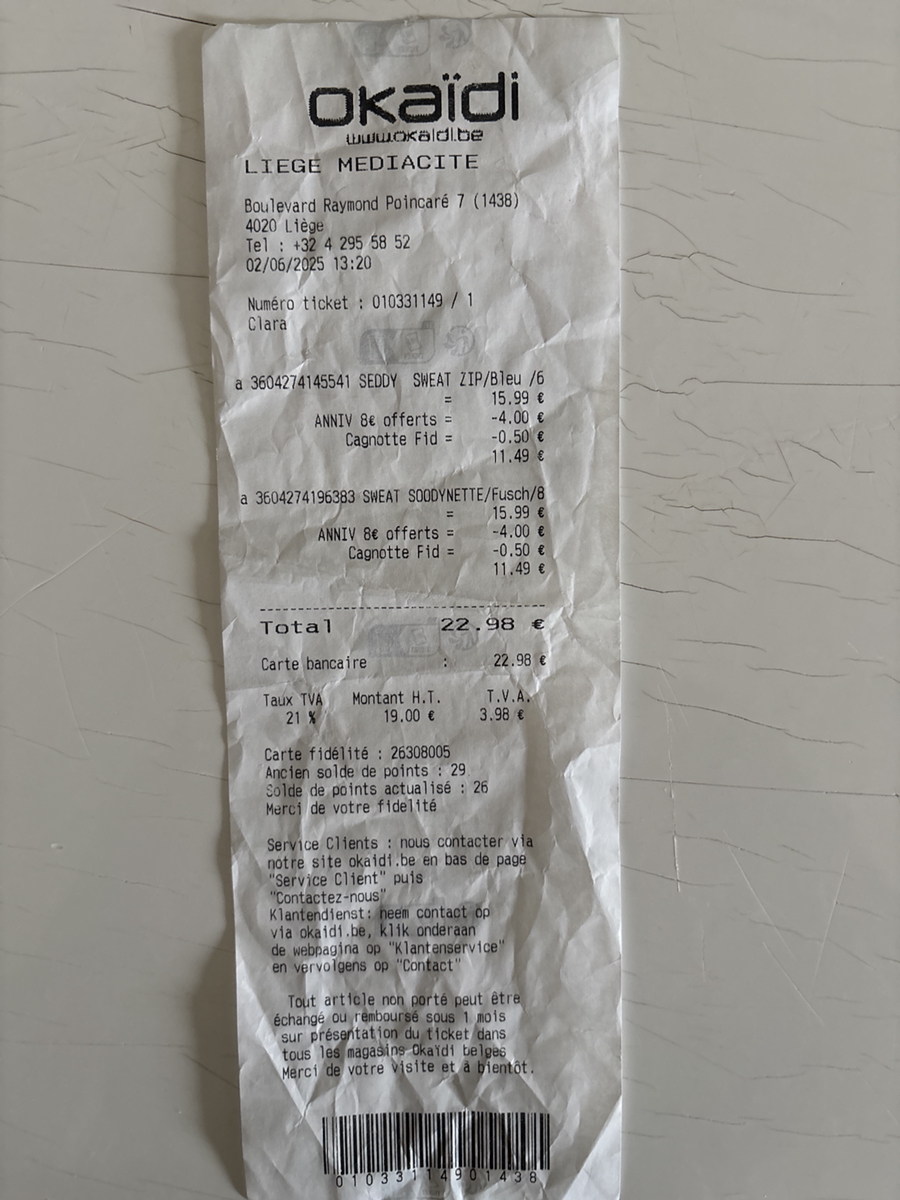 okaïdi
www.okaidi.be
LIEGE MEDIACITE
Boulevard Raymond Poincaré 7 (1438)
4020 Liège
Tel : +32 4 295 58 52
02/06/2025 13:20
Numéro ticket : 010331149 / 1
Clara
a 3604274145541 SEDDY SWEAT ZIP/Bleu /6
= 15.99 €
ANNIV 8€ offerts = -4.00 €
Cagnotte Fid = -0.50 €
11.49 €
a 3604274196383 SWEAT SOODYNETTE/Fusch/8
= 15.99 €
ANNIV 8€ offerts = -4.00 €
Cagnotte Fid = -0.50 €
11.49 €
Total 22.98 €
Carte bancaire : 22.98 €
Taux TVA Montant H.T. T.V.A.
21 % 19.00 € 3.98 €
Carte fidélité : 26308005
Ancien solde de points : 29
Solde de points actualisé : 26
Merci de votre fidelité
Service Clients : nous contacter via
notre site okaidi.be en bas de page
"Service Client" puis
"Contactez-nous"
Klantendienst: neem contact op
via okaidi.be, klik onderaan
de webpagina op "Klantenservice"
en vervolgens op "Contact"
Tout article non porté peut être
échangé ou remboursé sous 1 mois
sur présentation du ticket dans
tous les magasins Okaïdi belges
Merci de votre visite et à bientôt.
01033114901438